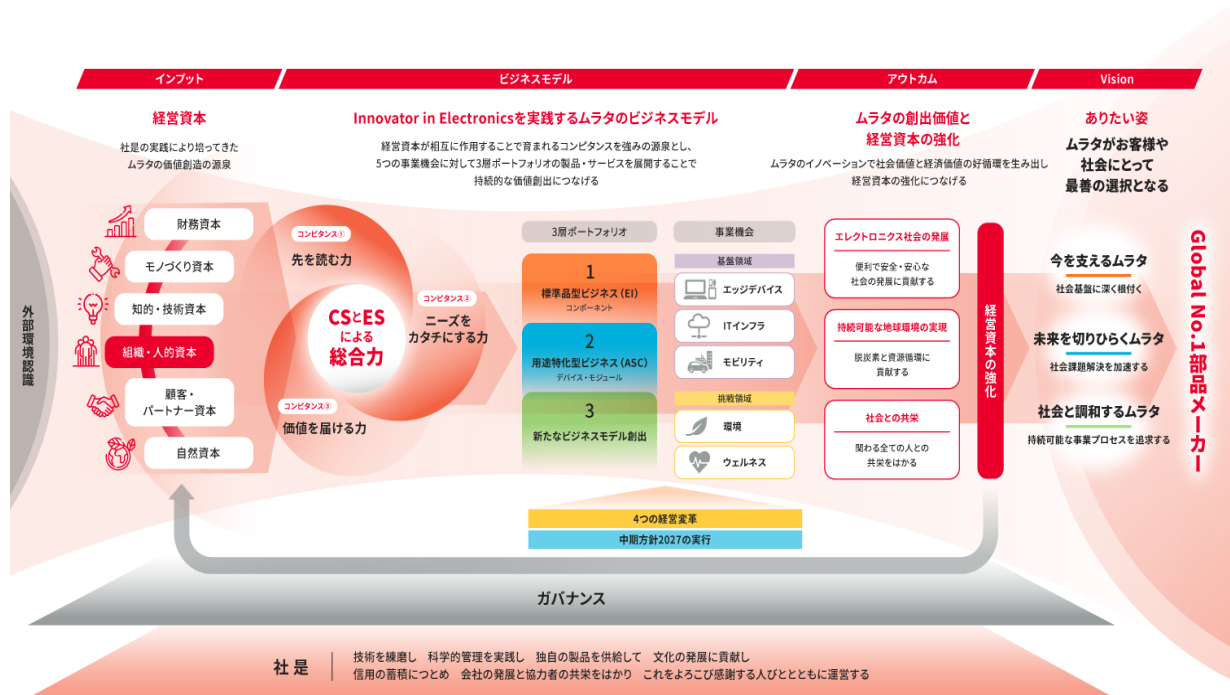 インプット
ビジネスモデル
アウトカム
Vision
経営資本
社是の実践により培ってきた
ムラタの価値創造の源泉
Innovator in Electronicsを実践するムラタのビジネスモデル
経営資本が相互に作用することで育まれるコンピタンスを強みの源泉とし、
5つの事業機会に対して3層ポートフォリオの製品・サービスを展開することで
持続的な価値創出につなげる
ムラタの創出価値と
経営資本の強化
ムラタのイノベーションで社会価値と経済価値の好循環を生み出し
経営資本の強化につなげる
ありたい姿
ムラタがお客様や
社会にとって
最善の選択となる
外部環境認識
財務資本
モノづくり資本
知的・技術資本
組織・人的資本
顧客・
パートナー資本
自然資本
コンピタンス①
先を読む力
コンピタンス②
ニーズを
カタチにする力
CSとES
による
総合力
コンピタンス③
価値を届ける力
3層ポートフォリオ
1
標準品型ビジネス(EI)
コンポーネント
2
用途特化型ビジネス(ASC)
デバイス・モジュール
3
新たなビジネスモデル創出
事業機会
基盤領域
エッジデバイス
ITインフラ
モビリティ
挑戦領域
環境
ウェルネス
4つの経営変革
中期方針2027の実行
エレクトロニクス社会の発展
便利で安全・安心な
社会の発展に貢献する
持続可能な地球環境の実現
脱炭素と資源循環に
貢献する
社会との共栄
関わる全ての人との
共栄をはかる
経営資本の強化
今を支えるムラタ
社会基盤に深く根付く
未来を切りひらくムラタ
社会課題解決を加速する
社会と調和するムラタ
持続可能な事業プロセスを追求する
Global No.1部品メーカー
ガバナンス
社是
技術を練磨し 科学的管理を実践し 独自の製品を供給して 文化の発展に貢献し
信用の蓄積につとめ 会社の発展と協力者の共栄をはかり これをよろこび感謝する人びととともに運営する